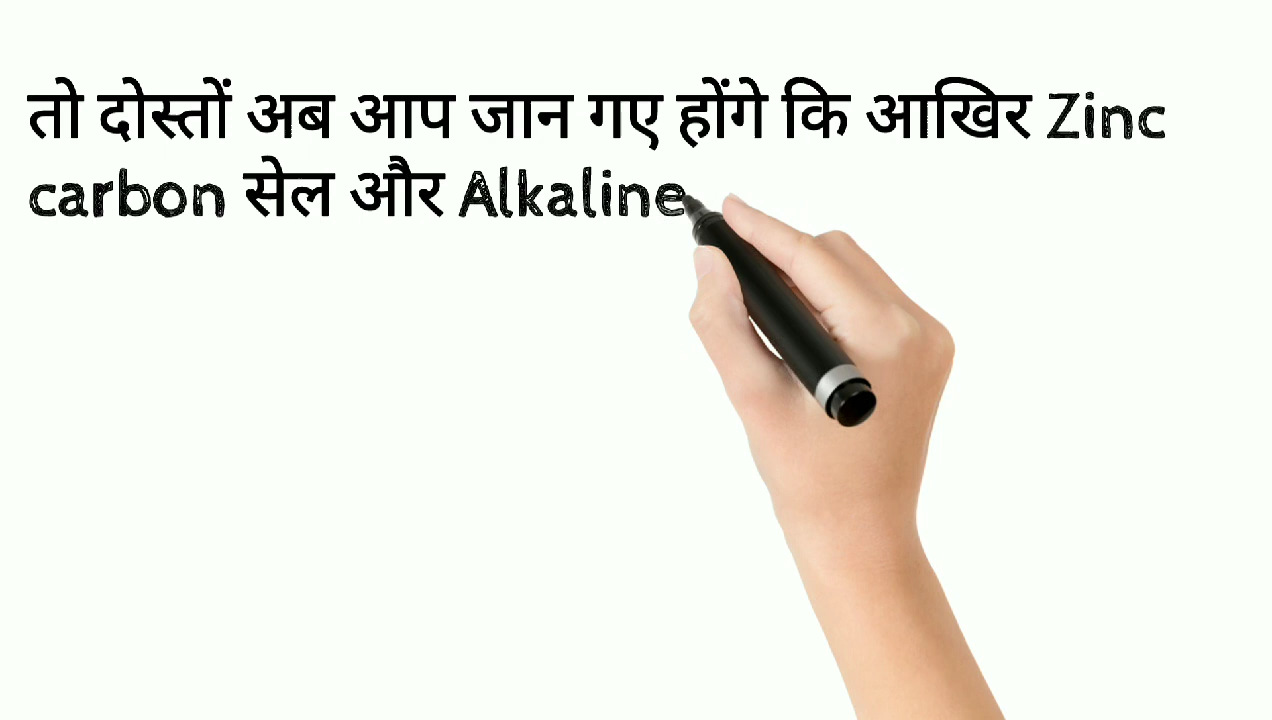 तो दोस्तों अब आप जान गए होंगे कि आखिर Zinc
carbon सेल और Alkaline